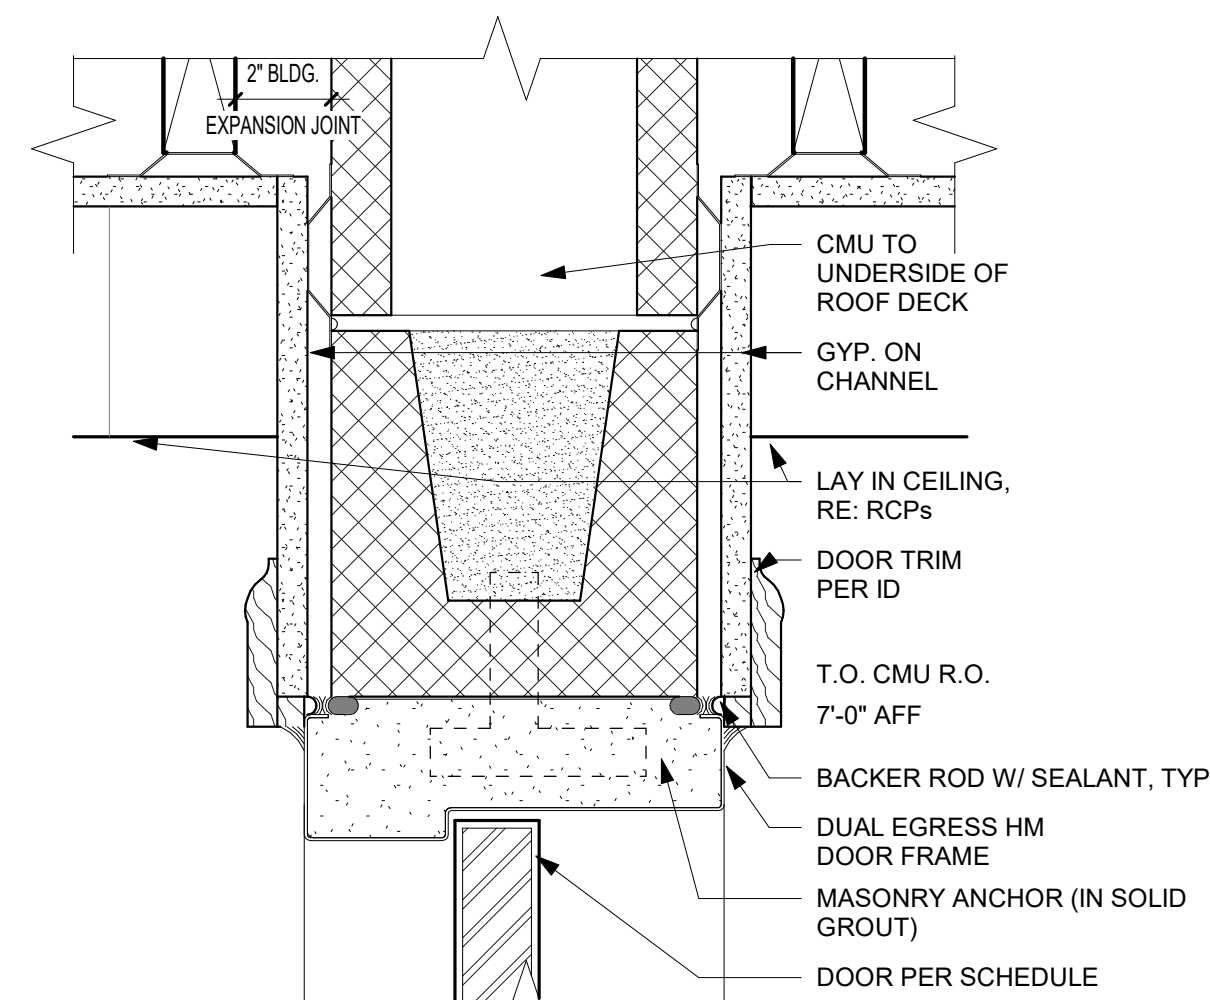 2" BLDG.
EXPANSION JOINT
CMU TO
UNDERSIDE OF
ROOF DECK
GYP. ON
CHANNEL
LAY IN CEILING,
RE: RCPs
DOOR TRIM
PER ID
T.O. CMU R.O.
7'-0" AFF
BACKER ROD W/ SEALANT, TYP
DUAL EGRESS HM
DOOR FRAME
MASONRY ANCHOR (IN SOLID
GROUT)
DOOR PER SCHEDULE